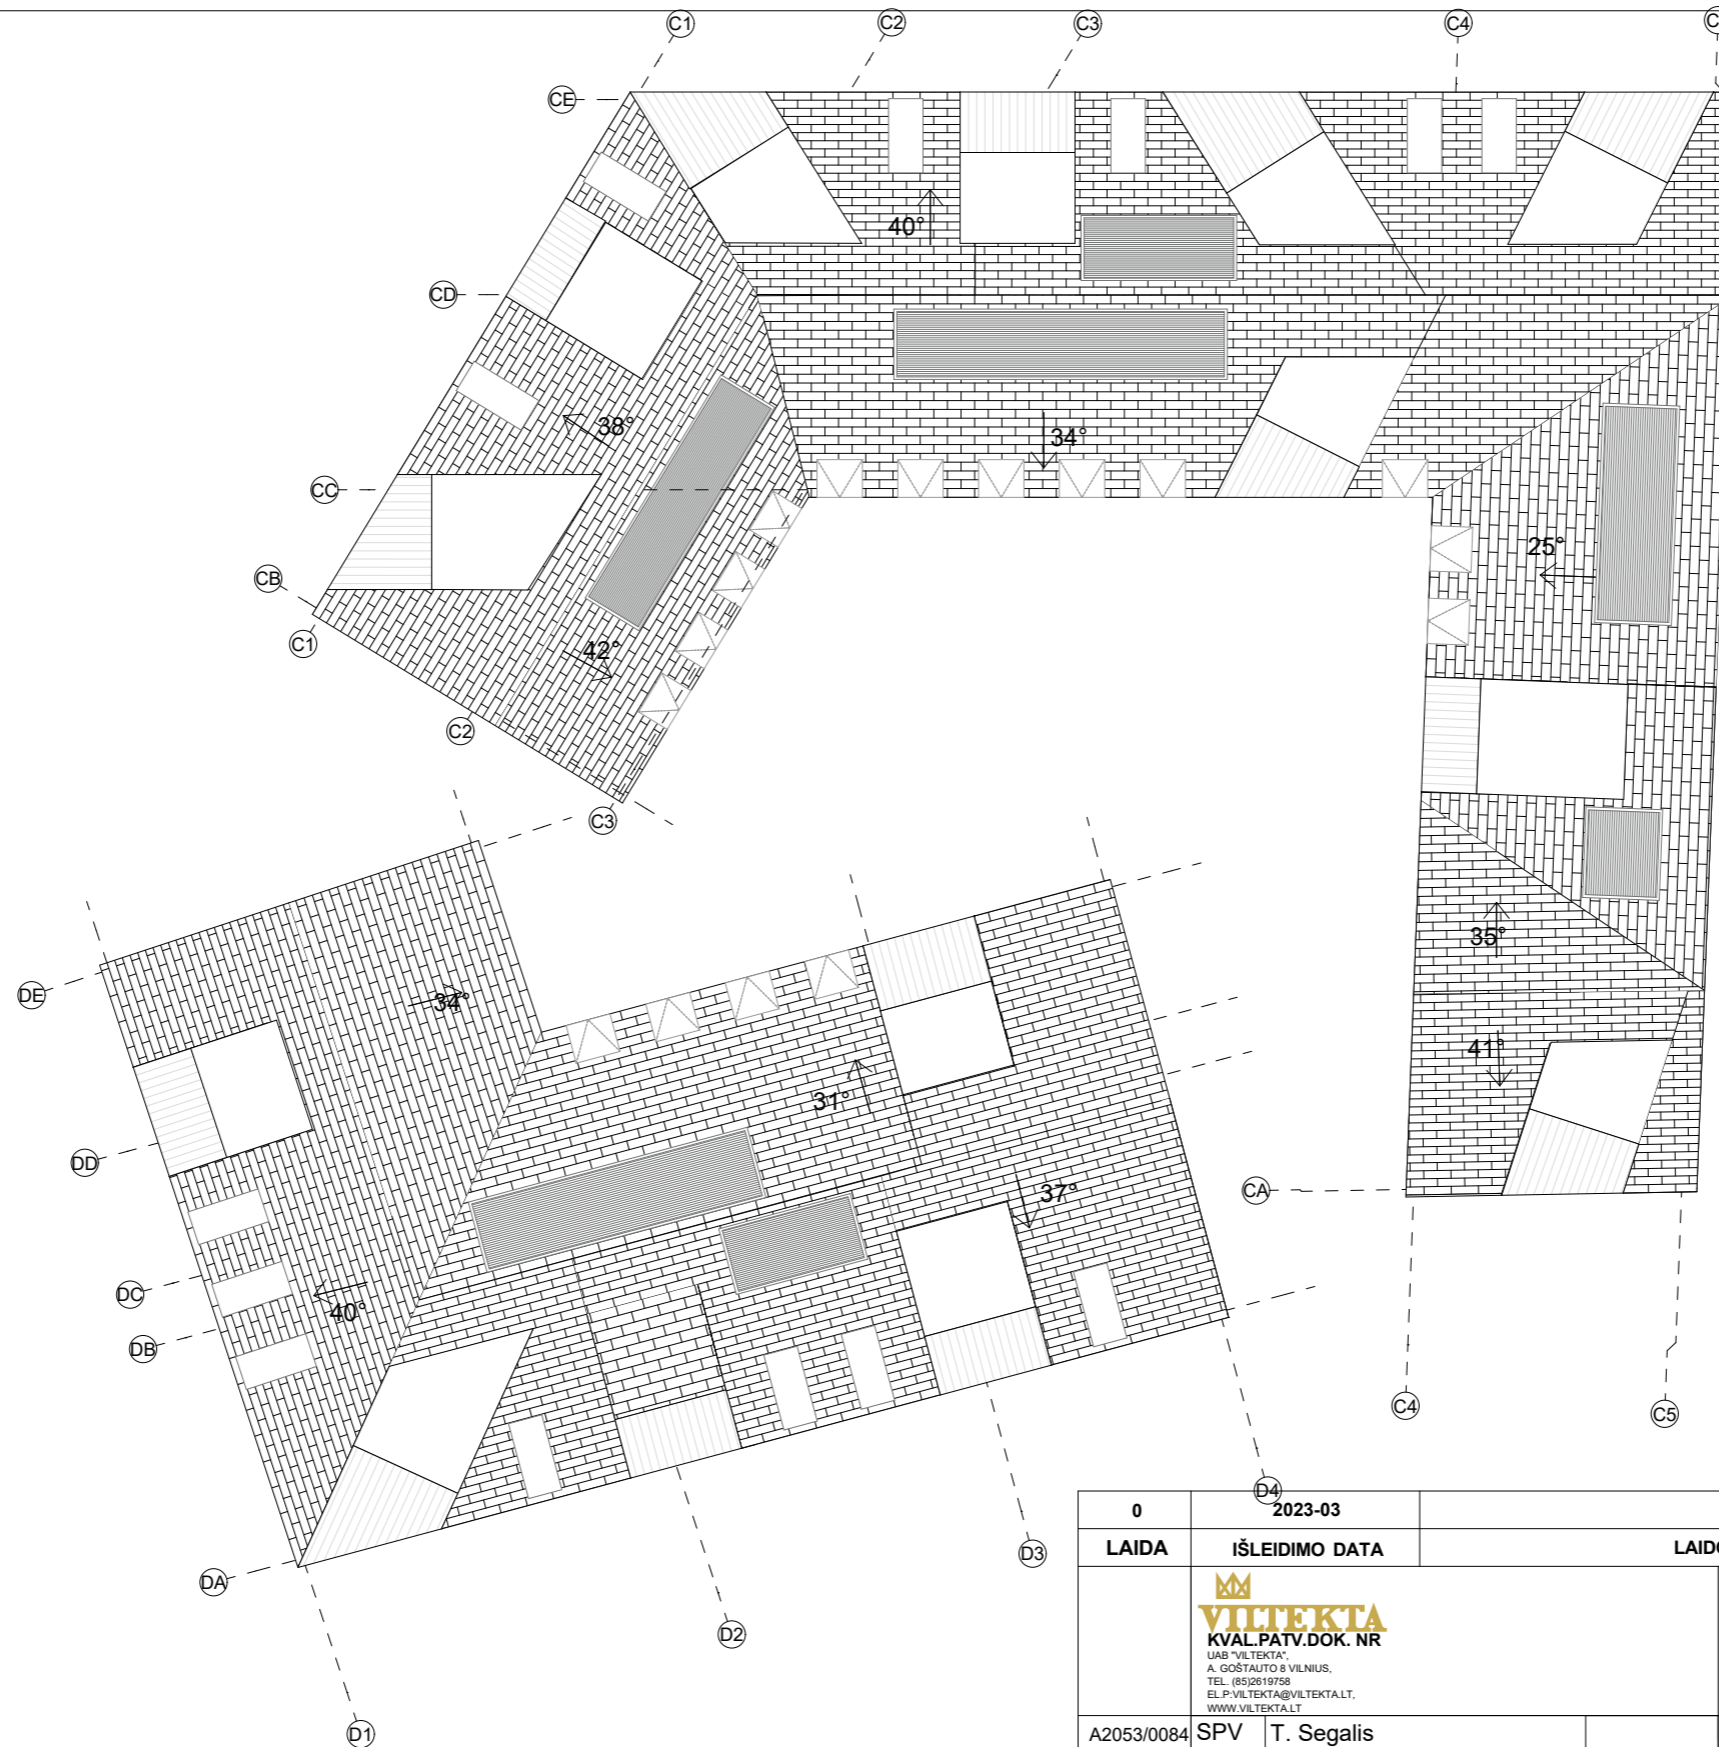 C1
C2
C3
C4
CE
40°
CD
38°
34°
CC
25°
CB
C1
42°
C2
C3
35°
DE
34°
41°
31°
DD
CA
37°
DC
40°
DB
C4
C5
D4
0 2023-03
D3
LAIDA IŠLEIDIMO DATA
DA
VILTEKTA
D2
KVAL.PATV.DOK. NR
UAB "VILTEKTA",
A. GOŠTAUTO 8 VILNIUS,
TEL. (85)2619758
EL.P:VILTEKTA@VILTEKTA.LT,
WWW.VILTEKTA.LT
D1
A2053/0084 SPV T. Segalis